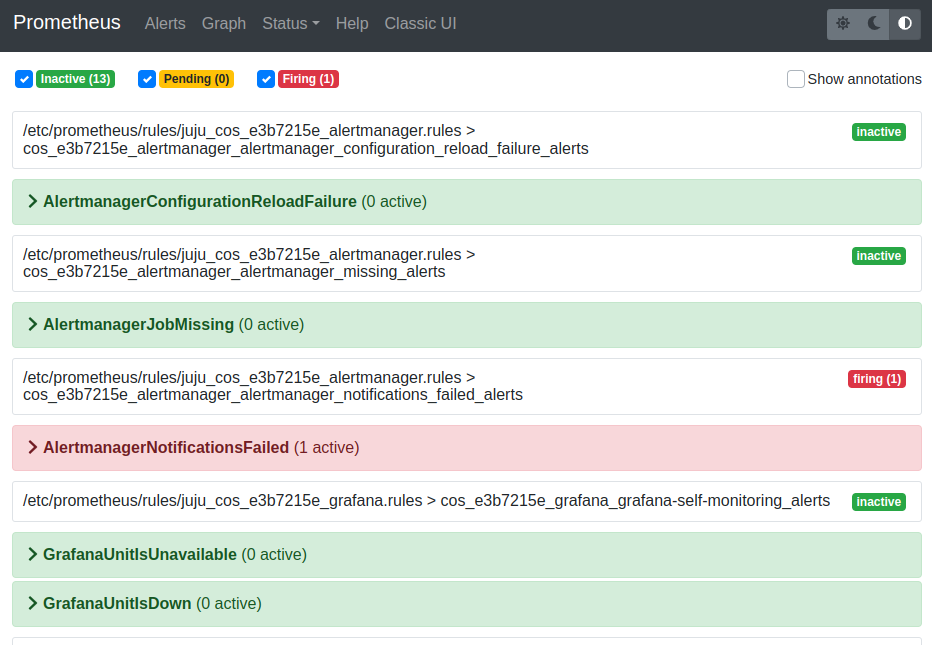 Prometheus Alerts Graph Status Help Classic UI
Inactive (13) Pending (0) Firing (1) Show annotations
/etc/prometheus/rules/juju_cos_e3b7215e_alertmanager.rules > inactive
cos_e3b7215e_alertmanager_alertmanager_configuration_reload_failure_alerts
AlertmanagerConfigurationReloadFailure (0 active)
/etc/prometheus/rules/juju_cos_e3b7215e_alertmanager.rules > inactive
cos_e3b7215e_alertmanager_alertmanager_missing_alerts
AlertmanagerJobMissing (0 active)
/etc/prometheus/rules/juju_cos_e3b7215e_alertmanager.rules > firing (1)
cos_e3b7215e_alertmanager_alertmanager_notifications_failed_alerts
AlertmanagerNotificationsFailed (1 active)
/etc/prometheus/rules/juju_cos_e3b7215e_grafana.rules > cos_e3b7215e_grafana_grafana-self-monitoring_alerts inactive
GrafanaUnitIsUnavailable (0 active)
GrafanaUnitIsDown (0 active)